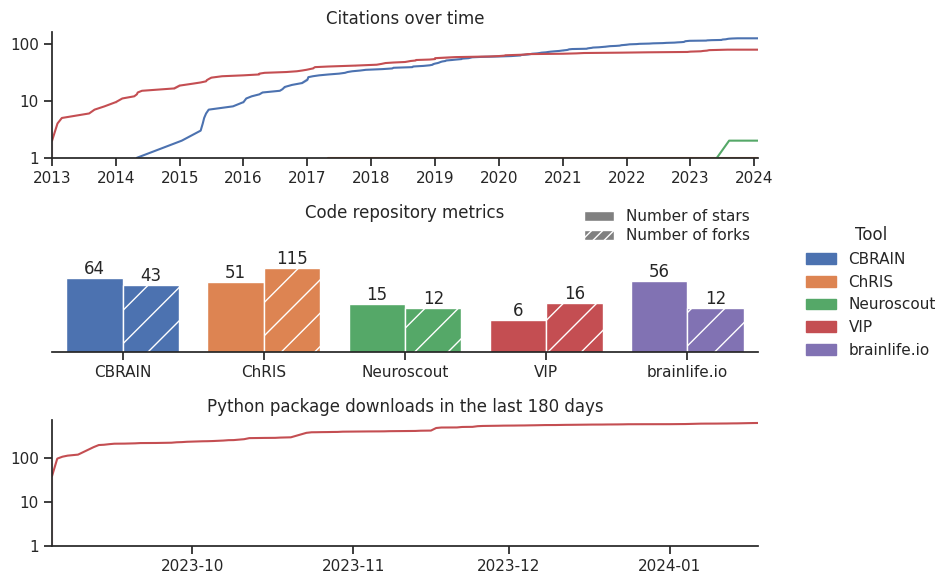 Citations over time
100
10
1
2013 2014 2015 2016 2017 2018 2019 2020 2021 2022 2023 2024
Code repository metrics
Number of stars
Number of forks
64 43 51 115 15 12 6 16 56 12
CBRAIN ChRIS Neuroscout VIP brainlife.io
Tool
CBRAIN
ChRIS
Neuroscout
VIP
brainlife.io
Python package downloads in the last 180 days
100
10
1
2023-10 2023-11 2023-12 2024-01